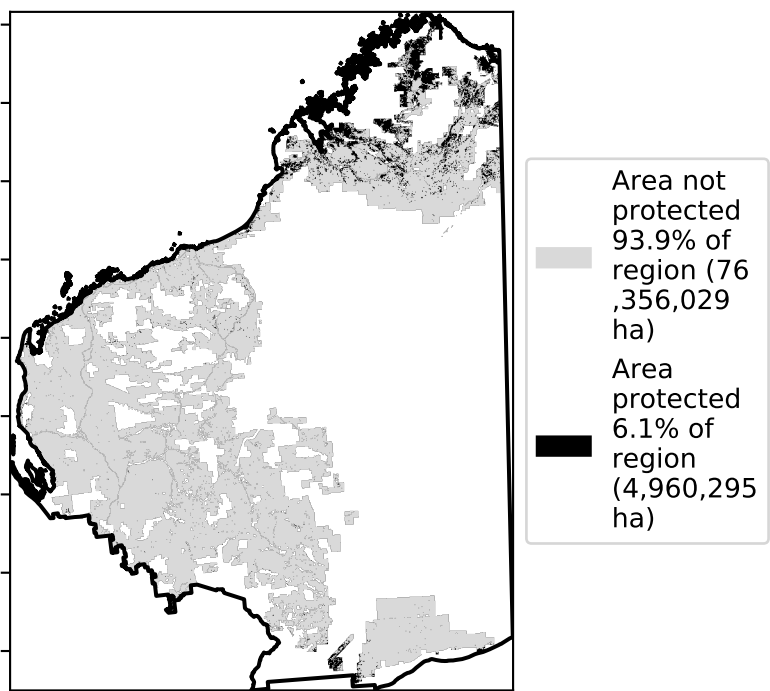 Area not
protected
93.9% of
region (76
,356,029
ha)
Area
protected
6.1% of
region
(4,960,295
ha)